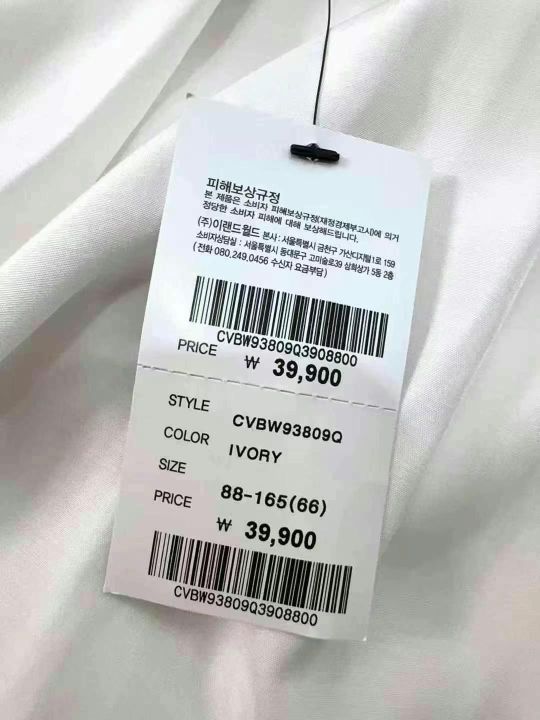 피해보상규정
본 제품은 소비자 피해보상규정(재정경제부고시)에 의거
정당한 소비자 피해에 대해 보상해드립니다.
(주)이랜드월드 본사 : 서울특별시 금천구 가산디지털1로 159
소비자상담실 : 서울특별시 동대문구 고미술로39 삼희상가 5동 2층
(전화 080.249.0456 수신자 요금부담)
CVBW93809Q3908800
PRICE ₩ 39,900
STYLE CVBW93809Q
COLOR IVORY
SIZE 88-165(66)
PRICE ₩ 39,900
CVBW93809Q3908800